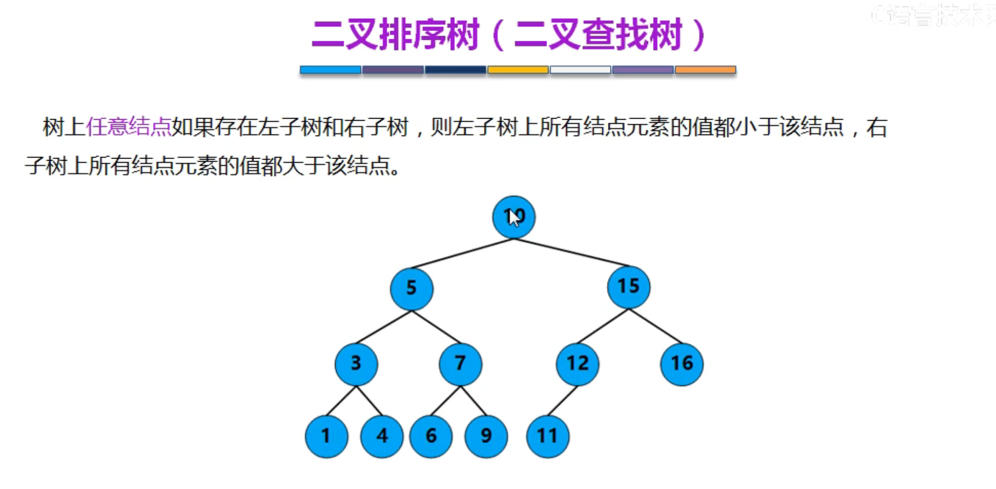 二叉排序树（二叉查找树）
树上任意结点如果存在左子树和右子树，则左子树上所有结点元素的值都小于该结点，右
子树上所有结点元素的值都大于该结点。
10
5 15
3 7 12 16
1 4 6 9 11